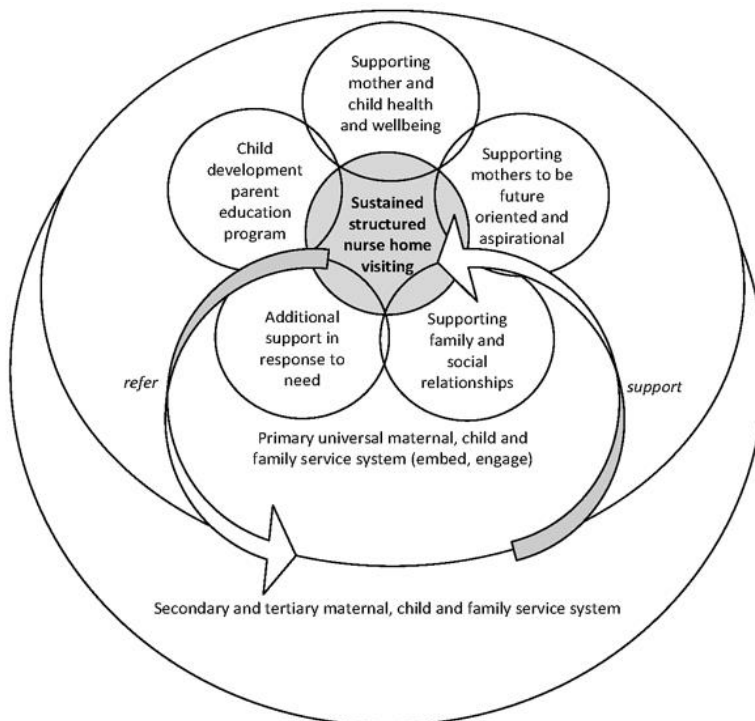 Supporting
mother and
child health
and wellbeing
Child
development
parent
education
program
Supporting
mothers to be
future
oriented and
aspirational
Sustained
structured
nurse home
visiting
Additional
support in
response to
need
Supporting
family and
social
relationships
refer
support
Primary universal maternal, child and
family service system (embed, engage)
Secondary and tertiary maternal, child and family service system